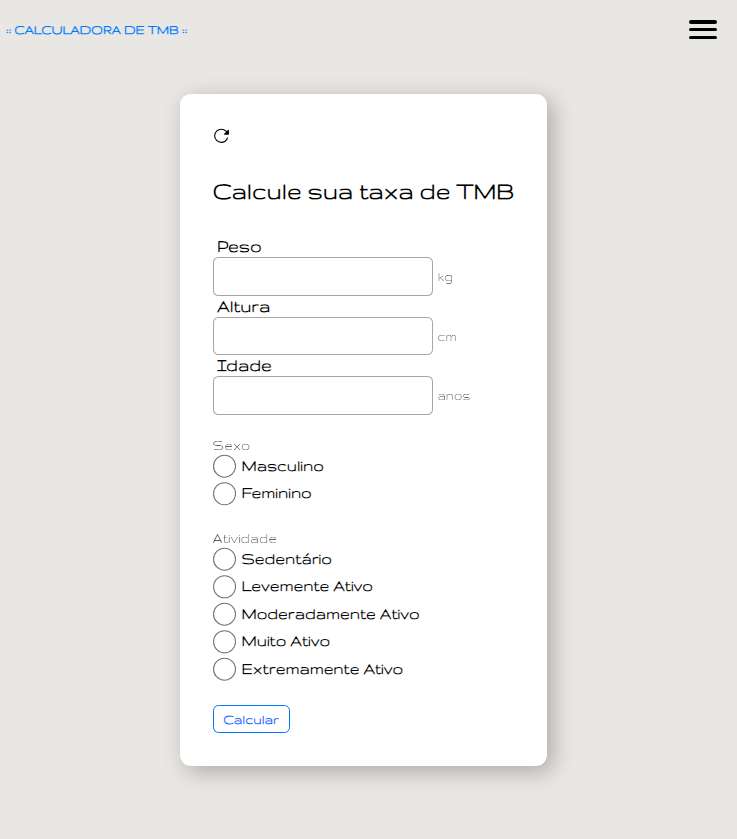 :: CALCULADORA DE TMB ::
Calcule sua taxa de TMB
Peso
kg
Altura
cm
Idade
anos
Sexo
Masculino
Feminino
Atividade
Sedentário
Levemente Ativo
Moderadamente Ativo
Muito Ativo
Extremamente Ativo
Calcular